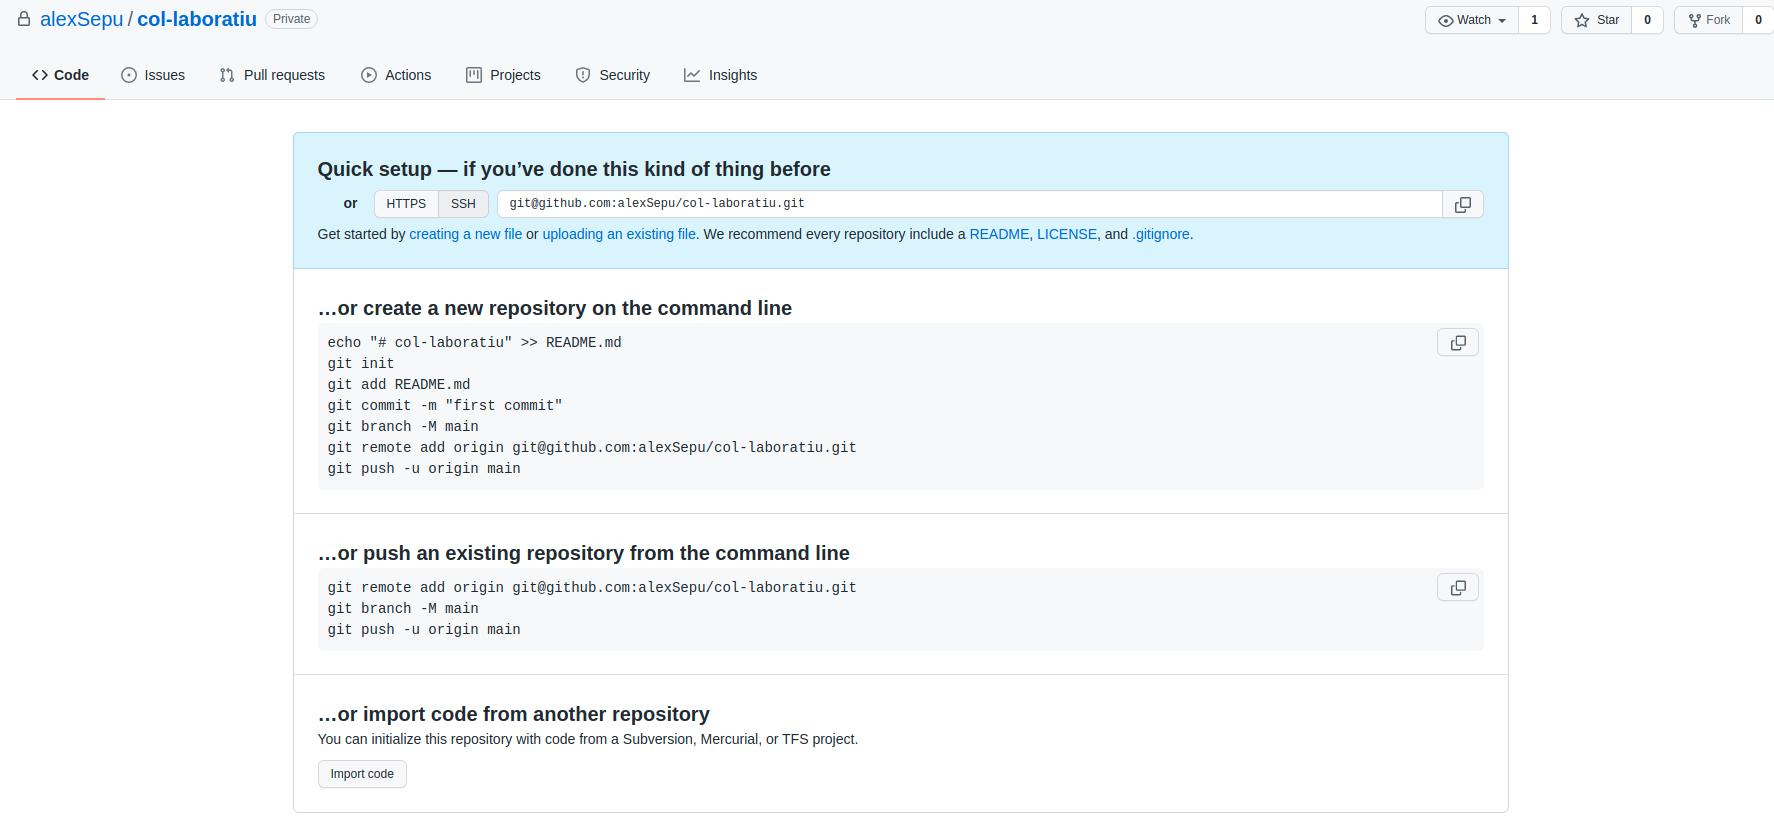 alexSepu / col-laboratiu Private
Watch 1 Star 0 Fork 0
Code Issues Pull requests Actions Projects Security Insights
Quick setup — if you’ve done this kind of thing before
or HTTPS SSH git@github.com:alexSepu/col-laboratiu.git
Get started by creating a new file or uploading an existing file. We recommend every repository include a README, LICENSE, and .gitignore.
…or create a new repository on the command line
echo "# col-laboratiu" >> README.md
git init
git add README.md
git commit -m "first commit"
git branch -M main
git remote add origin git@github.com:alexSepu/col-laboratiu.git
git push -u origin main
…or push an existing repository from the command line
git remote add origin git@github.com:alexSepu/col-laboratiu.git
git branch -M main
git push -u origin main
…or import code from another repository
You can initialize this repository with code from a Subversion, Mercurial, or TFS project.
Import code